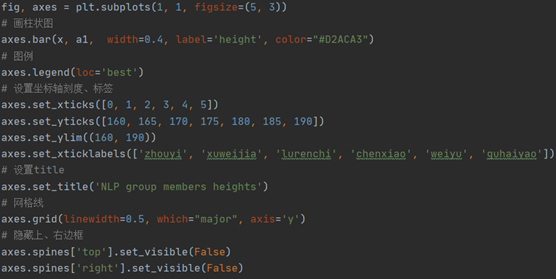 fig, axes = plt.subplots(1, 1, figsize=(5, 3))
# 画柱状图
axes.bar(x, a1,  width=0.4, label='height', color="#D2ACA3")
# 图例
axes.legend(loc='best')
# 设置坐标轴刻度、标签
axes.set_xticks([0, 1, 2, 3, 4, 5])
axes.set_yticks([160, 165, 170, 175, 180, 185, 190])
axes.set_ylim((160, 190))
axes.set_xticklabels(['zhouyi', 'xuweijia', 'lurenchi', 'chenxiao', 'weiyu', 'guhaiyao'])
# 设置title
axes.set_title('NLP group members heights')
# 网格线
axes.grid(linewidth=0.5, which="major", axis='y')
# 隐藏上、右边框
axes.spines['top'].set_visible(False)
axes.spines['right'].set_visible(False)